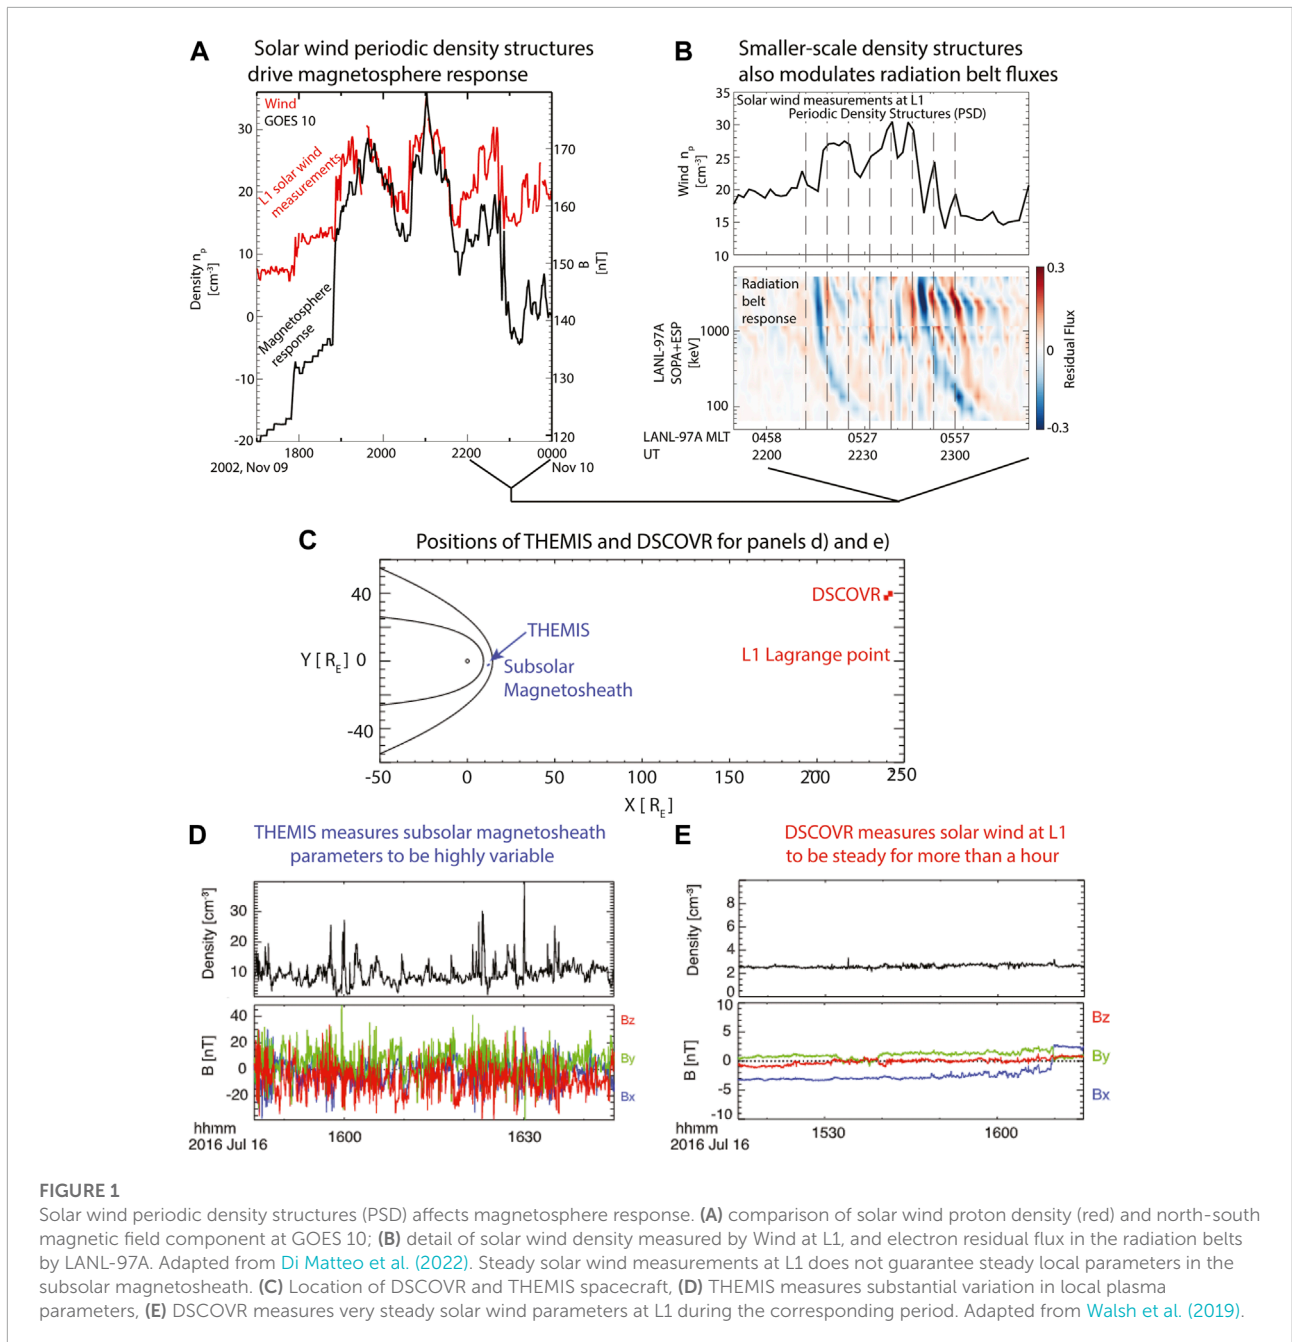 A Solar wind periodic density structures
drive magnetosphere response
Wind
GOES 10
L1 solar wind
measurements
Magnetosphere
response
Density np
[cm-3]
30
20
10
0
-10
-20
170
160
150
140
130
120
B
[nT]
1800 2000 2200 0000
2002, Nov 09 Nov 10
B Smaller-scale density structures
also modulates radiation belt fluxes
Solar wind measurements at L1
Periodic Density Structures (PSD)
Wind np
[cm-3]
35
30
25
20
15
10
Radiation
belt
response
LANL-97A
SOPA+ESP
[keV]
1000
100
0.3
0
-0.3
Residual Flux
LANL-97A MLT 0458 0527 0557
UT 2200 2230 2300
C Positions of THEMIS and DSCOVR for panels d) and e)
DSCOVR
THEMIS
L1 Lagrange point
Subsolar
Magnetosheath
Y [ RE]
40
0
-40
-50 0 50 100 150 200 250
X [ RE]
D THEMIS measures subsolar magnetosheath
parameters to be highly variable
Density [cm-3]
30
20
10
B [nT]
40
20
0
-20
Bz
By
Bx
hhmm 1600 1630
2016 Jul 16
E DSCOVR measures solar wind at L1
to be steady for more than a hour
Density [cm-3]
8
6
4
2
0
B [nT]
10
5
0
-5
-10
Bz
By
Bx
hhmm 1530 1600
2016 Jul 16
FIGURE 1
Solar wind periodic density structures (PSD) affects magnetosphere response. (A) comparison of solar wind proton density (red) and north-south
magnetic field component at GOES 10; (B) detail of solar wind density measured by Wind at L1, and electron residual flux in the radiation belts
by LANL-97A. Adapted from Di Matteo et al. (2022). Steady solar wind measurements at L1 does not guarantee steady local parameters in the
subsolar magnetosheath. (C) Location of DSCOVR and THEMIS spacecraft, (D) THEMIS measures substantial variation in local plasma
parameters, (E) DSCOVR measures very steady solar wind parameters at L1 during the corresponding period. Adapted from Walsh et al. (2019).